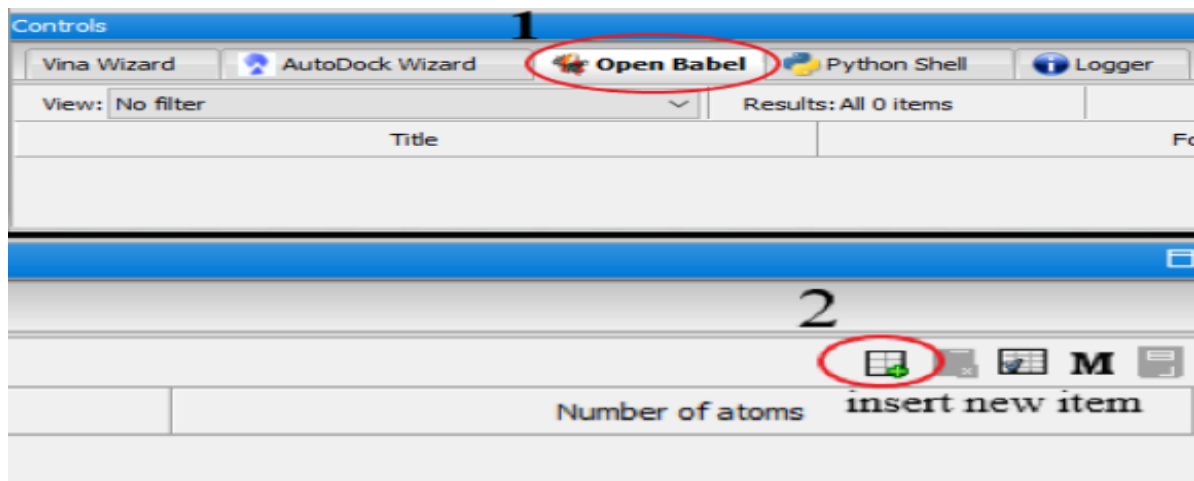 Controls
1
Vina Wizard AutoDock Wizard Open Babel Python Shell Logger
View: No filter Results: All 0 items
Title Fo
2
M
Number of atoms insert new item